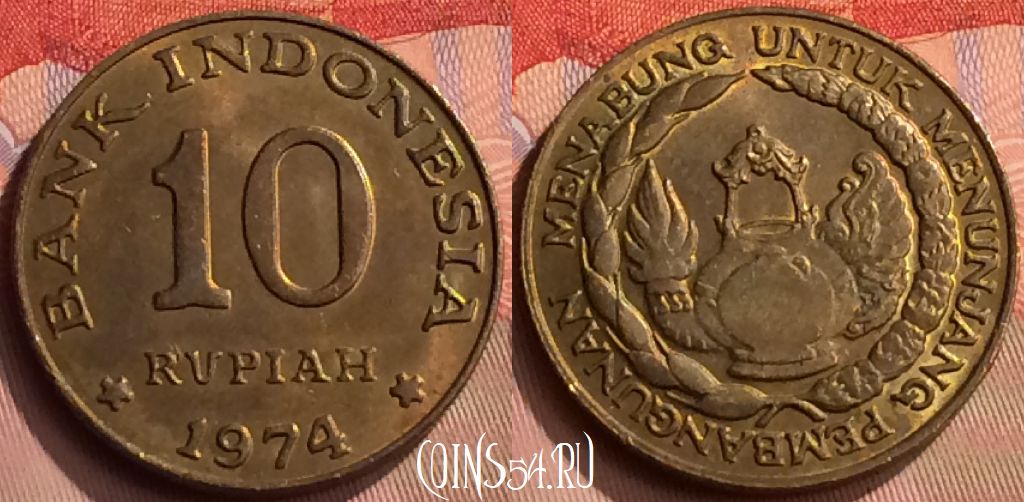 BANK INDONESIA
10
RUPIAH
1974
MENABUNG UNTUK MENUNJANG PEMBANGUNAN
COINS54.RU